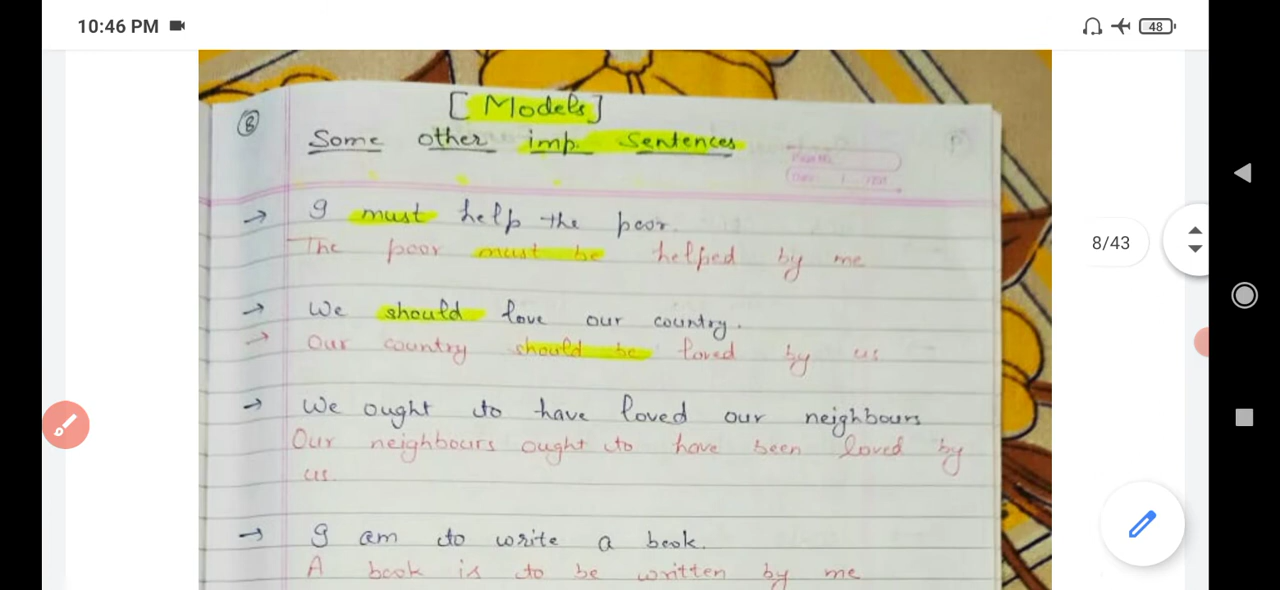 10:46 PM
48
8
[ Models ]
Some other imp. Sentences
→ I must help the poor.
The poor must be helped by me
8/43
→ We should love our country.
→ Our country should be loved by us
→ We ought to have loved our neighbours
Our neighbours ought to have been loved by
us.
→ I am to write a book.
A book is to be written by me